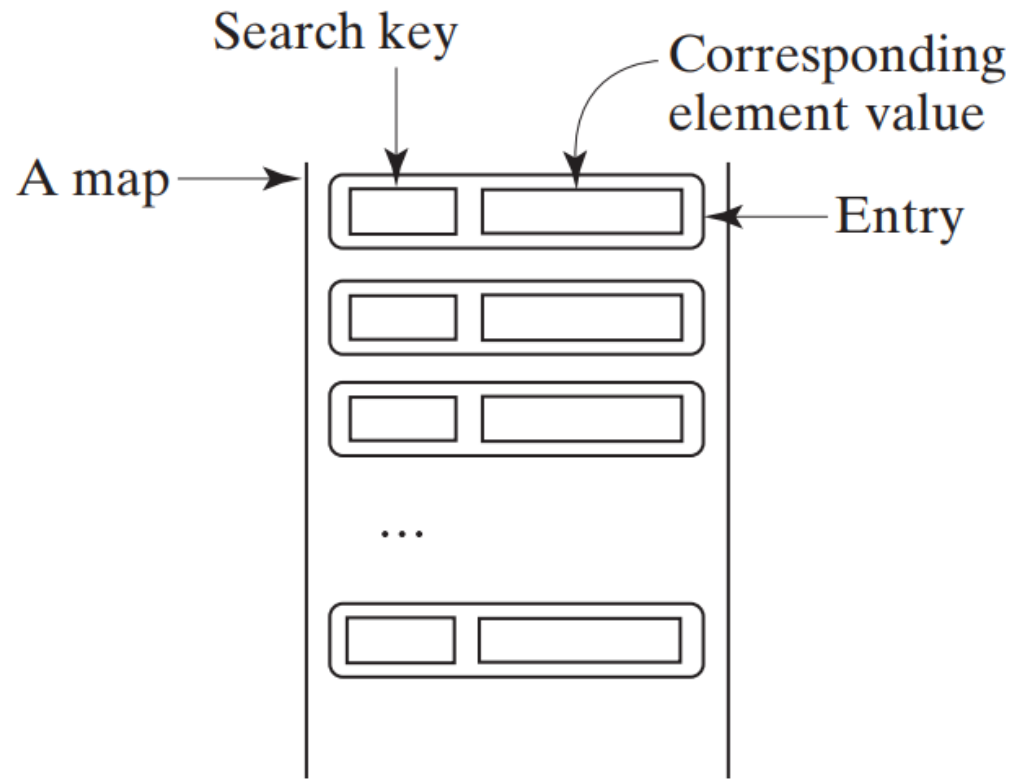 Search key
Corresponding
element value
A map
Entry
...